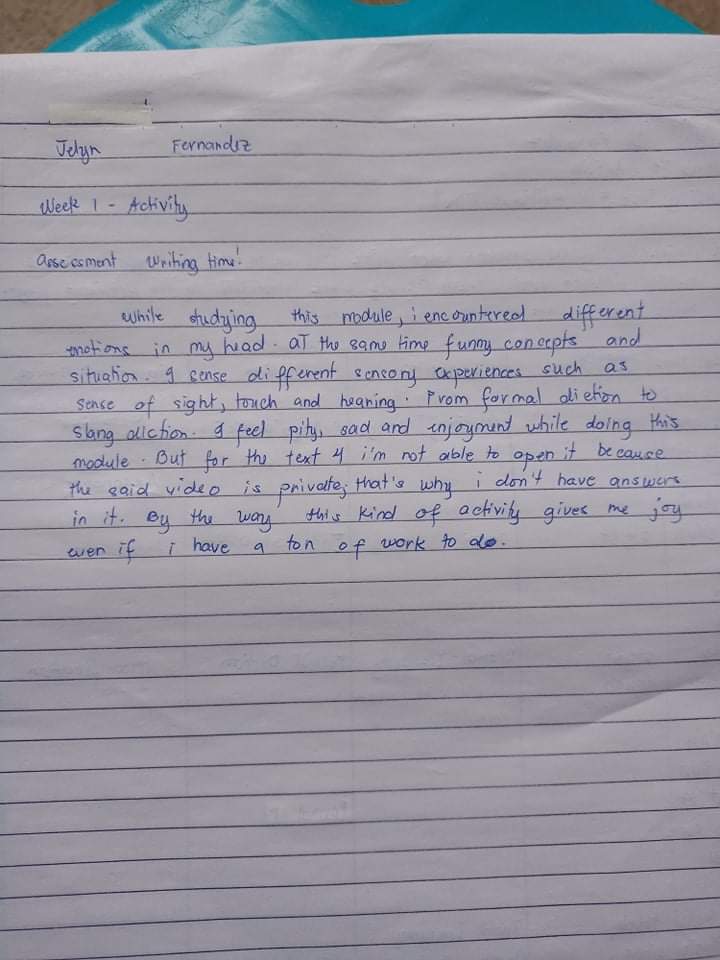 Jelyn Fernandez
Week 1 - Activity
Assessment Writing time!
While studying this module, i encountered different
emotions in my head. aT the same time funny concepts and
situation. I sense different sensory experiences such as
sense of sight, touch and hearing. From formal diction to
slang diction. I feel pity, sad and enjoyment while doing this
module. But for the text 4 i'm not able to open it because
the said video is private; that's why i don't have answers
in it. By the way this kind of activity gives me joy
even if i have a ton of work to do.